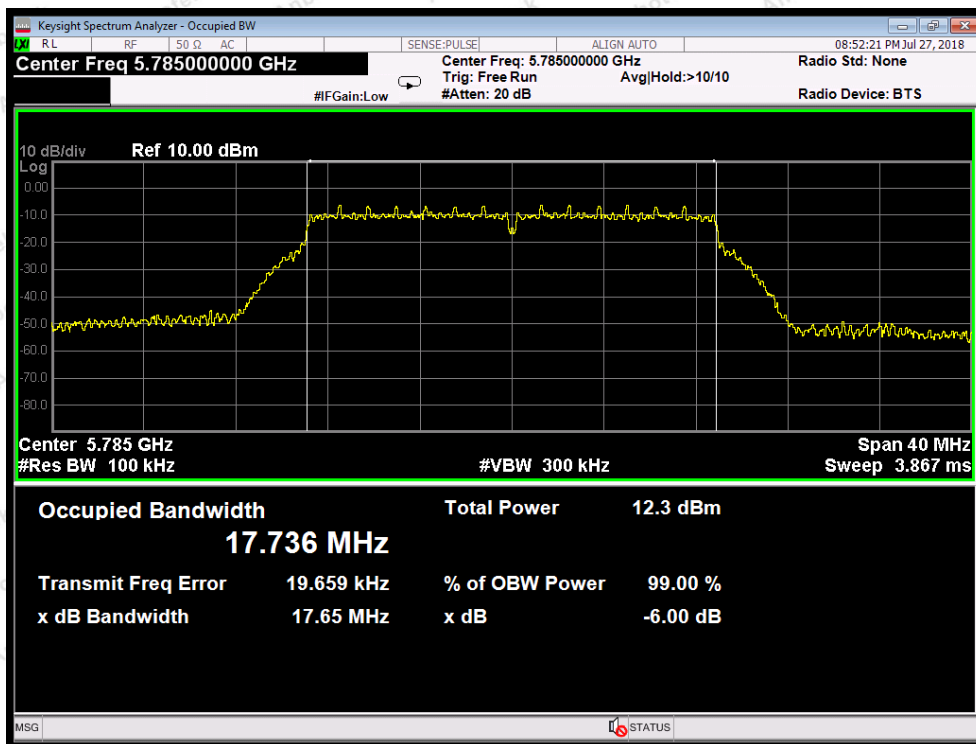 Keysight Spectrum Analyzer - Occupied BW
LXI RL RF 50 Ω AC SENSE:PULSE ALIGN AUTO 08:52:21 PM Jul 27, 2018
Center Freq 5.785000000 GHz Center Freq: 5.785000000 GHz Radio Std: None
Trig: Free Run Avg|Hold:>10/10
#IFGain:Low #Atten: 20 dB Radio Device: BTS
10 dB/div Ref 10.00 dBm
Log
0.00
-10.0
-20.0
-30.0
-40.0
-50.0
-60.0
-70.0
-80.0
Center 5.785 GHz Span 40 MHz
#Res BW 100 kHz #VBW 300 kHz Sweep 3.867 ms
Occupied Bandwidth Total Power 12.3 dBm
17.736 MHz
Transmit Freq Error 19.659 kHz % of OBW Power 99.00 %
x dB Bandwidth 17.65 MHz x dB -6.00 dB
MSG STATUS